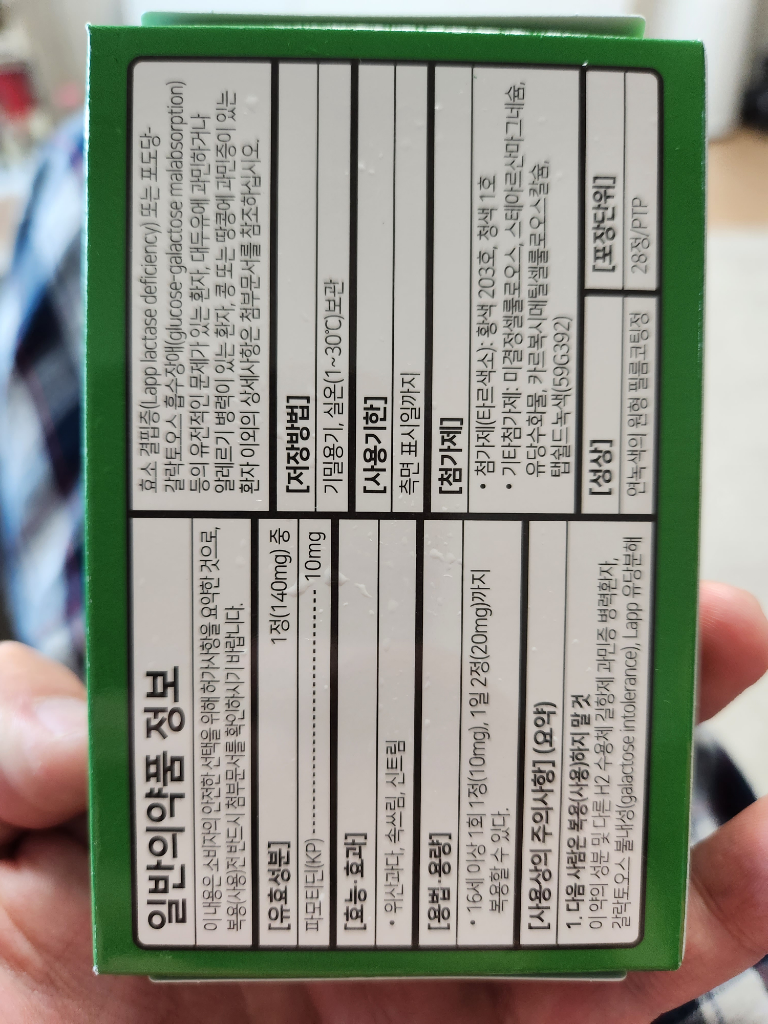 일반의약품 정보
이 내용은 소비자의 안전한 선택을 위해 허가사항을 요약한 것으로,
복용(사용)전 반드시 첨부문서를 확인하시기 바랍니다.
[유효성분] 1정(140mg) 중
파모티딘(KP) ---------------------- 10mg
[효능·효과]
• 위산과다, 속쓰림, 신트림
[용법·용량]
• 16세 이상 1회 1정(10mg), 1일 2정(20mg)까지
복용할 수 있다.
[사용상의 주의사항] (요약)
1. 다음 사람은 복용(사용)하지 말 것
이 약의 성분 및 다른 H2 수용체 길항제 과민증 병력환자,
갈락토오스 불내성(galactose intolerance), Lapp 유당분해
효소 결핍증(Lapp lactase deficiency) 또는 포도당-
갈락토오스 흡수장애(glucose-galactose malabsorption)
등의 유전적인 문제가 있는 환자, 대두유에 과민하거나
알레르기 병력이 있는 환자, 콩 또는 땅콩에 과민증이 있는
환자 이외의 상세사항은 첨부문서를 참조하십시오.
[저장방법]
기밀용기, 실온(1~30℃)보관
[사용기한]
측면 표시일까지
[첨가제]
• 첨가제(타르색소): 황색 203호, 청색 1호
• 기타첨가제: 미결정셀룰로오스, 스테아르산마그네슘,
유당수화물, 카르복시메틸셀룰로오스칼슘,
탭쉴드녹색(59G392)
[성상]
연녹색의 원형 필름코팅정
[포장단위]
28정/PTP